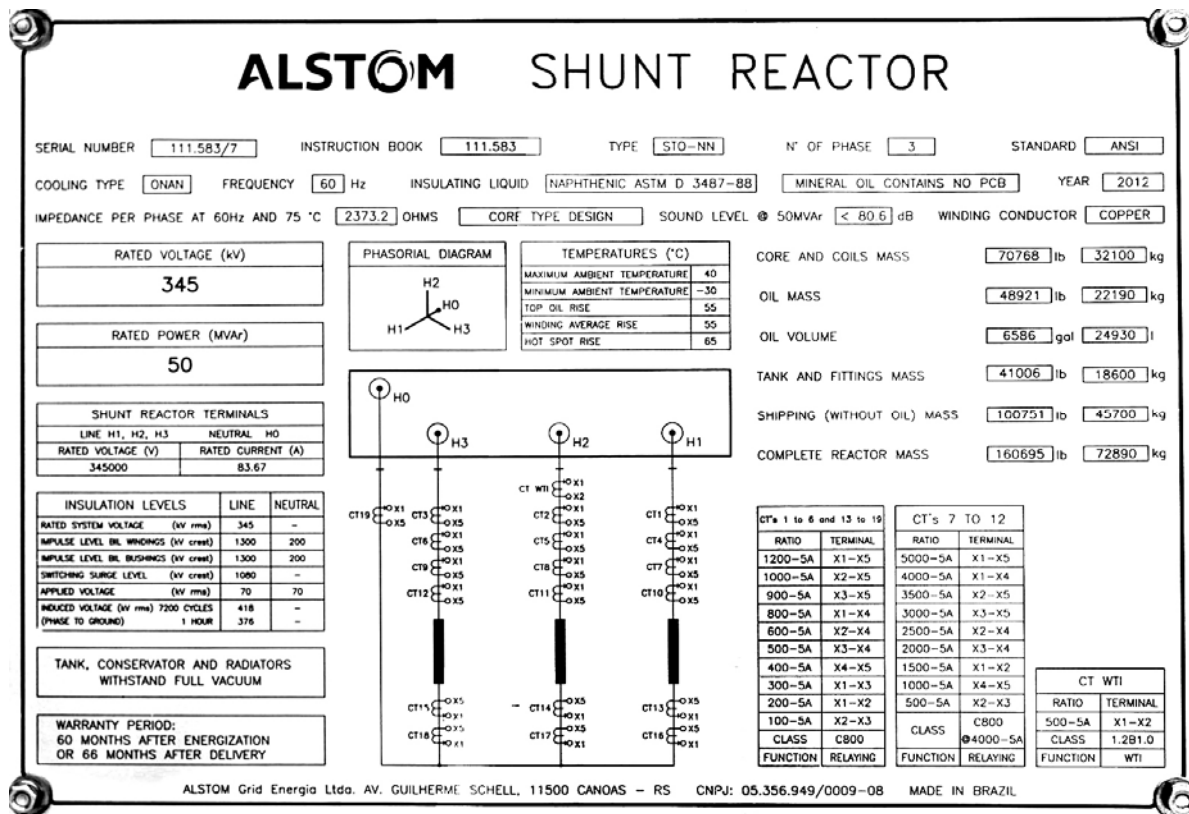 ALSTOM SHUNT REACTOR
SERIAL NUMBER 111.583/7 INSTRUCTION BOOK 111.583 TYPE STO-NN N° OF PHASE 3 STANDARD ANSI
COOLING TYPE ONAN FREQUENCY 60 Hz INSULATING LIQUID NAPHTHENIC ASTM D 3487-88 MINERAL OIL CONTAINS NO PCB YEAR 2012
IMPEDANCE PER PHASE AT 60Hz AND 75 °C 2373.2 OHMS CORE TYPE DESIGN SOUND LEVEL @ 50MVAr < 80.6 dB WINDING CONDUCTOR COPPER
RATED VOLTAGE (kV)
345
RATED POWER (MVAr)
50
SHUNT REACTOR TERMINALS
LINE H1, H2, H3 NEUTRAL H0
RATED VOLTAGE (V) RATED CURRENT (A)
345000 83.67
INSULATION LEVELS LINE NEUTRAL
RATED SYSTEM VOLTAGE (kV rms) 345 -
IMPULSE LEVEL BIL WINDINGS (kV crest) 1300 200
IMPULSE LEVEL BIL BUSHINGS (kV crest) 1300 200
SWITCHING SURGE LEVEL (kV crest) 1080 -
APPLIED VOLTAGE (kV rms) 70 70
INDUCED VOLTAGE (kV rms) 7200 CYCLES 418 -
(PHASE TO GROUND) 1 HOUR 376 -
TANK, CONSERVATOR AND RADIATORS
WITHSTAND FULL VACUUM
WARRANTY PERIOD:
60 MONTHS AFTER ENERGIZATION
OR 66 MONTHS AFTER DELIVERY
PHASORIAL DIAGRAM
H2
H0
H1 H3
TEMPERATURES (°C)
MAXIMUM AMBIENT TEMPERATURE 40
MINIMUM AMBIENT TEMPERATURE -30
TOP OIL RISE 55
WINDING AVERAGE RISE 55
HOT SPOT RISE 65
H0
H3 H2 H1
CT WTI X1
X2
CT19 X1 CT3 X1 CT2 X1 CT1 X1
X5 X5 X5 X5
CT6 X1 CT5 X1 CT4 X1
X5 X5 X5
CT9 X1 CT8 X1 CT7 X1
X5 X5 X5
CT12 X1 CT11 X1 CT10 X1
X5 X5 X5
CT15 X5 CT14 X5 CT13 X5
X1 X1 X1
CT18 X5 CT17 X5 CT16 X5
X1 X1 X1
CORE AND COILS MASS 70768 lb 32100 kg
OIL MASS 48921 lb 22190 kg
OIL VOLUME 6586 gal 24930 l
TANK AND FITTINGS MASS 41006 lb 18600 kg
SHIPPING (WITHOUT OIL) MASS 100751 lb 45700 kg
COMPLETE REACTOR MASS 160695 lb 72890 kg
CT's 1 to 6 and 13 to 19
RATIO TERMINAL
1200-5A X1-X5
1000-5A X2-X5
900-5A X3-X5
800-5A X1-X4
600-5A X2-X4
500-5A X3-X4
400-5A X4-X5
300-5A X1-X3
200-5A X1-X2
100-5A X2-X3
CLASS C800
FUNCTION RELAYING
CT's 7 TO 12
RATIO TERMINAL
5000-5A X1-X5
4000-5A X1-X4
3500-5A X2-X5
3000-5A X3-X5
2500-5A X2-X4
2000-5A X3-X4
1500-5A X1-X2
1000-5A X4-X5
500-5A X2-X3
CLASS C800
@4000-5A
FUNCTION RELAYING
CT WTI
RATIO TERMINAL
500-5A X1-X2
CLASS 1.2B1.0
FUNCTION WTI
ALSTOM Grid Energia Ltda. AV. GUILHERME SCHELL, 11500 CANOAS - RS CNPJ: 05.356.949/0009-08 MADE IN BRAZIL